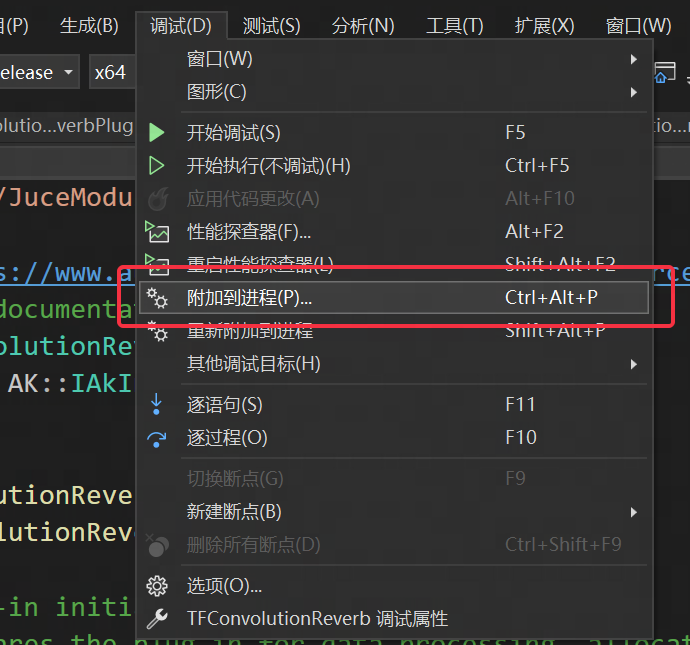 (P) 生成(B) 调试(D) 测试(S) 分析(N) 工具(T) 扩展(X) 窗口(W)
elease x64
窗口(W)
图形(C)
olutio...verbPlug
开始调试(S) F5
开始执行(不调试)(H) Ctrl+F5
应用代码更改(A) Alt+F10
/JuceModu
性能探查器(F)... Alt+F2
重启性能探查器(L) Shift+Alt+F2
s://www.a
附加到进程(P)... Ctrl+Alt+P
documenta
重新附加到进程 Shift+Alt+P
olutionRe
其他调试目标(H)
AK::IAkI
逐语句(S) F11
逐过程(O) F10
切换断点(G) F9
utionReve
新建断点(B)
lutionRev
删除所有断点(D) Ctrl+Shift+F9
选项(O)...
-in initi
TFConvolutionReverb 调试属性